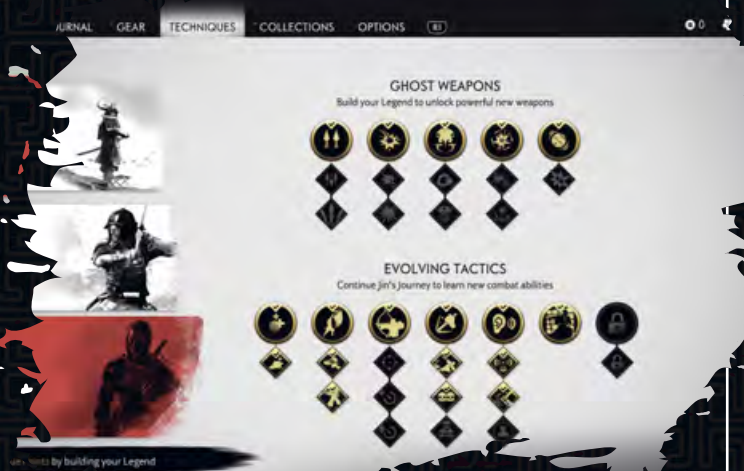 URNAL GEAR TECHNIQUES COLLECTIONS OPTIONS R1 0
GHOST WEAPONS
Build your Legend to unlock powerful new weapons
EVOLVING TACTICS
Continue Jin's Journey to learn new combat abilities
by building your Legend